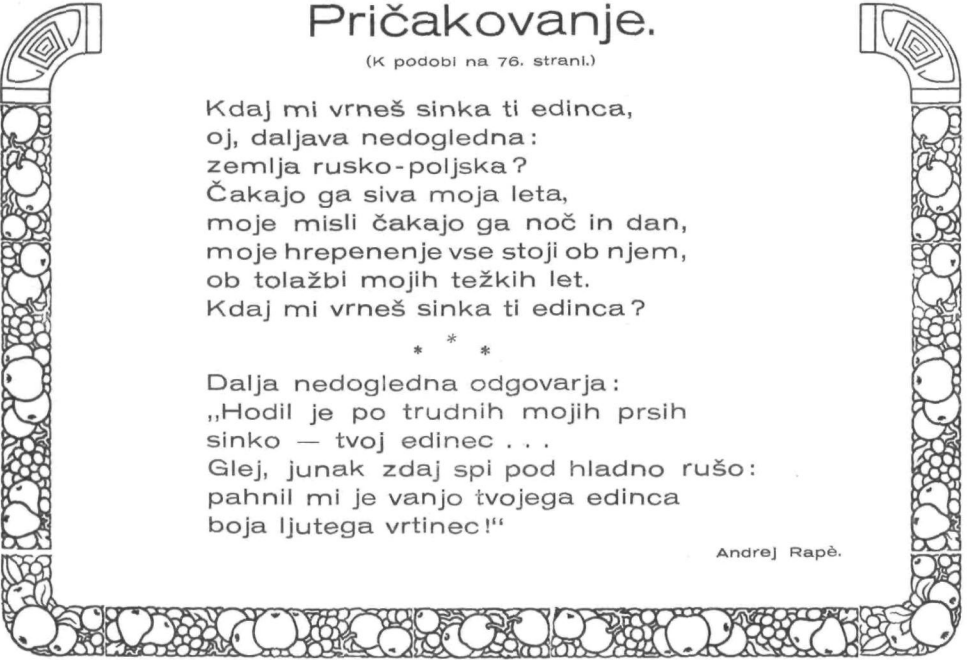 Pričakovanje.
(K podobi na 76. strani.)
Kdaj mi vrneš sinka ti edinca,
oj, daljava nedogledna:
zemlja rusko-poljska?
Čakajo ga siva moja leta,
moje misli čakajo ga noč in dan,
moje hrepenenje vse stoji ob njem,
ob tolažbi mojih težkih let.
Kdaj mi vrneš sinka ti edinca?
* * *
Dalja nedogledna odgovarja:
„Hodil je po trudnih mojih prsih
sinko — tvoj edinec . . .
Glej, junak zdaj spi pod hladno rušo:
pahnil mi je vanjo tvojega edinca
boja ljutega vrtinec!“
Andrej Rapè.